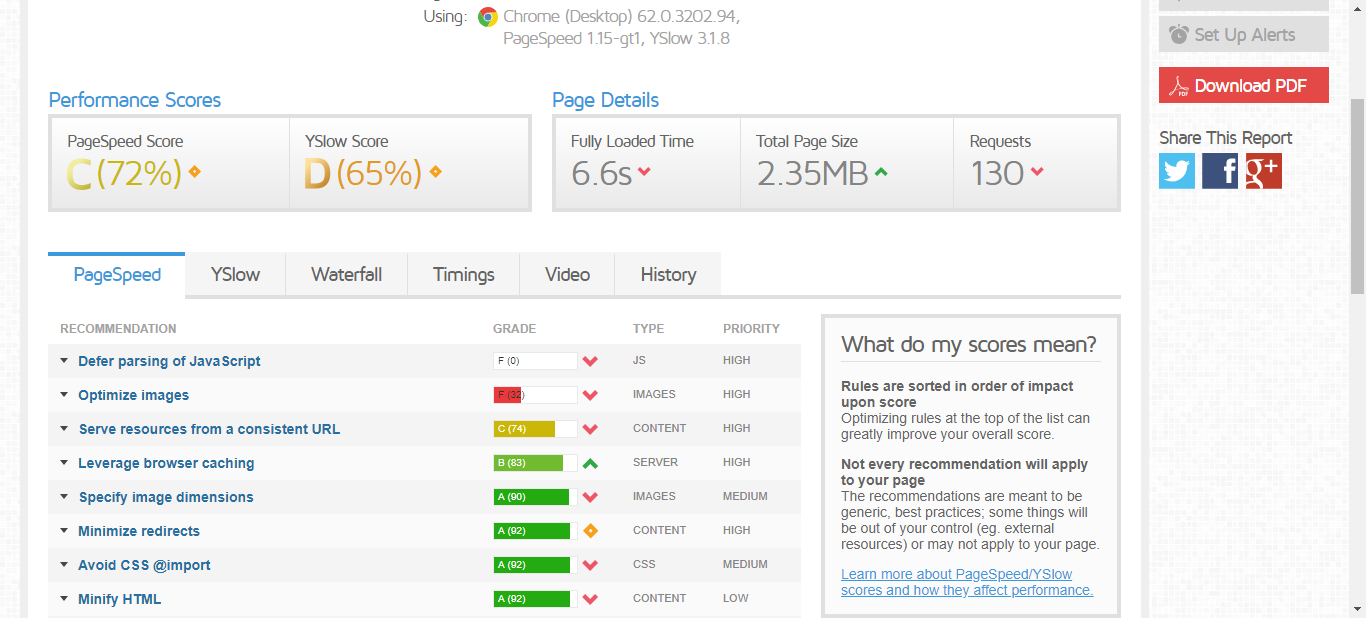 Using: Chrome (Desktop) 62.0.3202.94,
PageSpeed 1.15-gt1, YSlow 3.1.8
Set Up Alerts
Download PDF
Share This Report
Performance Scores
PageSpeed Score
C (72%)
YSlow Score
D (65%)
Page Details
Fully Loaded Time
6.6s
Total Page Size
2.35MB
Requests
130
PageSpeed YSlow Waterfall Timings Video History
RECOMMENDATION GRADE TYPE PRIORITY
Defer parsing of JavaScript F (0) JS HIGH
Optimize images F (32) IMAGES HIGH
Serve resources from a consistent URL C (74) CONTENT HIGH
Leverage browser caching B (83) SERVER HIGH
Specify image dimensions A (90) IMAGES MEDIUM
Minimize redirects A (92) CONTENT HIGH
Avoid CSS @import A (92) CSS MEDIUM
Minify HTML A (92) CONTENT LOW
What do my scores mean?
Rules are sorted in order of impact
upon score
Optimizing rules at the top of the list can
greatly improve your overall score.
Not every recommendation will apply
to your page
The recommendations are meant to be
generic, best practices; some things will
be out of your control (eg. external
resources) or may not apply to your page.
Learn more about PageSpeed/YSlow
scores and how they affect performance.